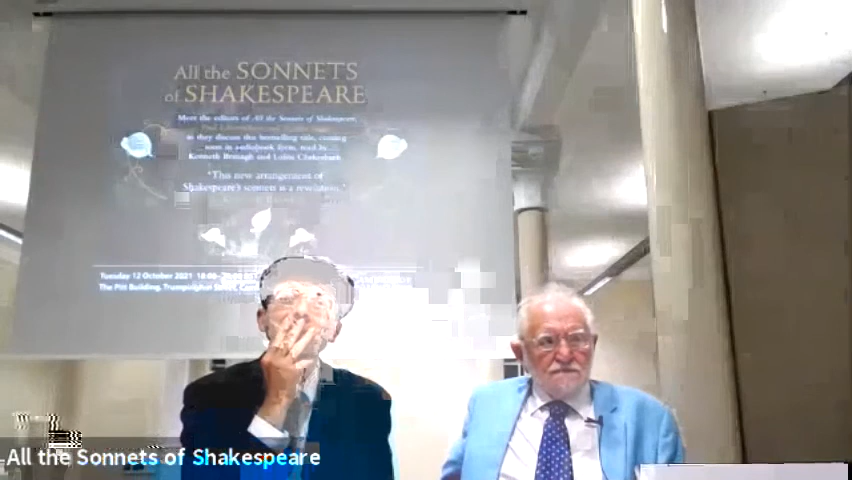 All the SONNETS
of SHAKESPEARE
Meet the editors of All the Sonnets of Shakespeare,
as they discuss this bestselling title, coming
soon in audiobook form, read by
Kenneth Branagh and Lolita Chakrabarti.
"This new arrangement of
Shakespeare's sonnets is a revelation."
Tuesday 12 October 2021 18:00
The Pitt Building, Trumpington Street,
All the Sonnets of Shakespeare